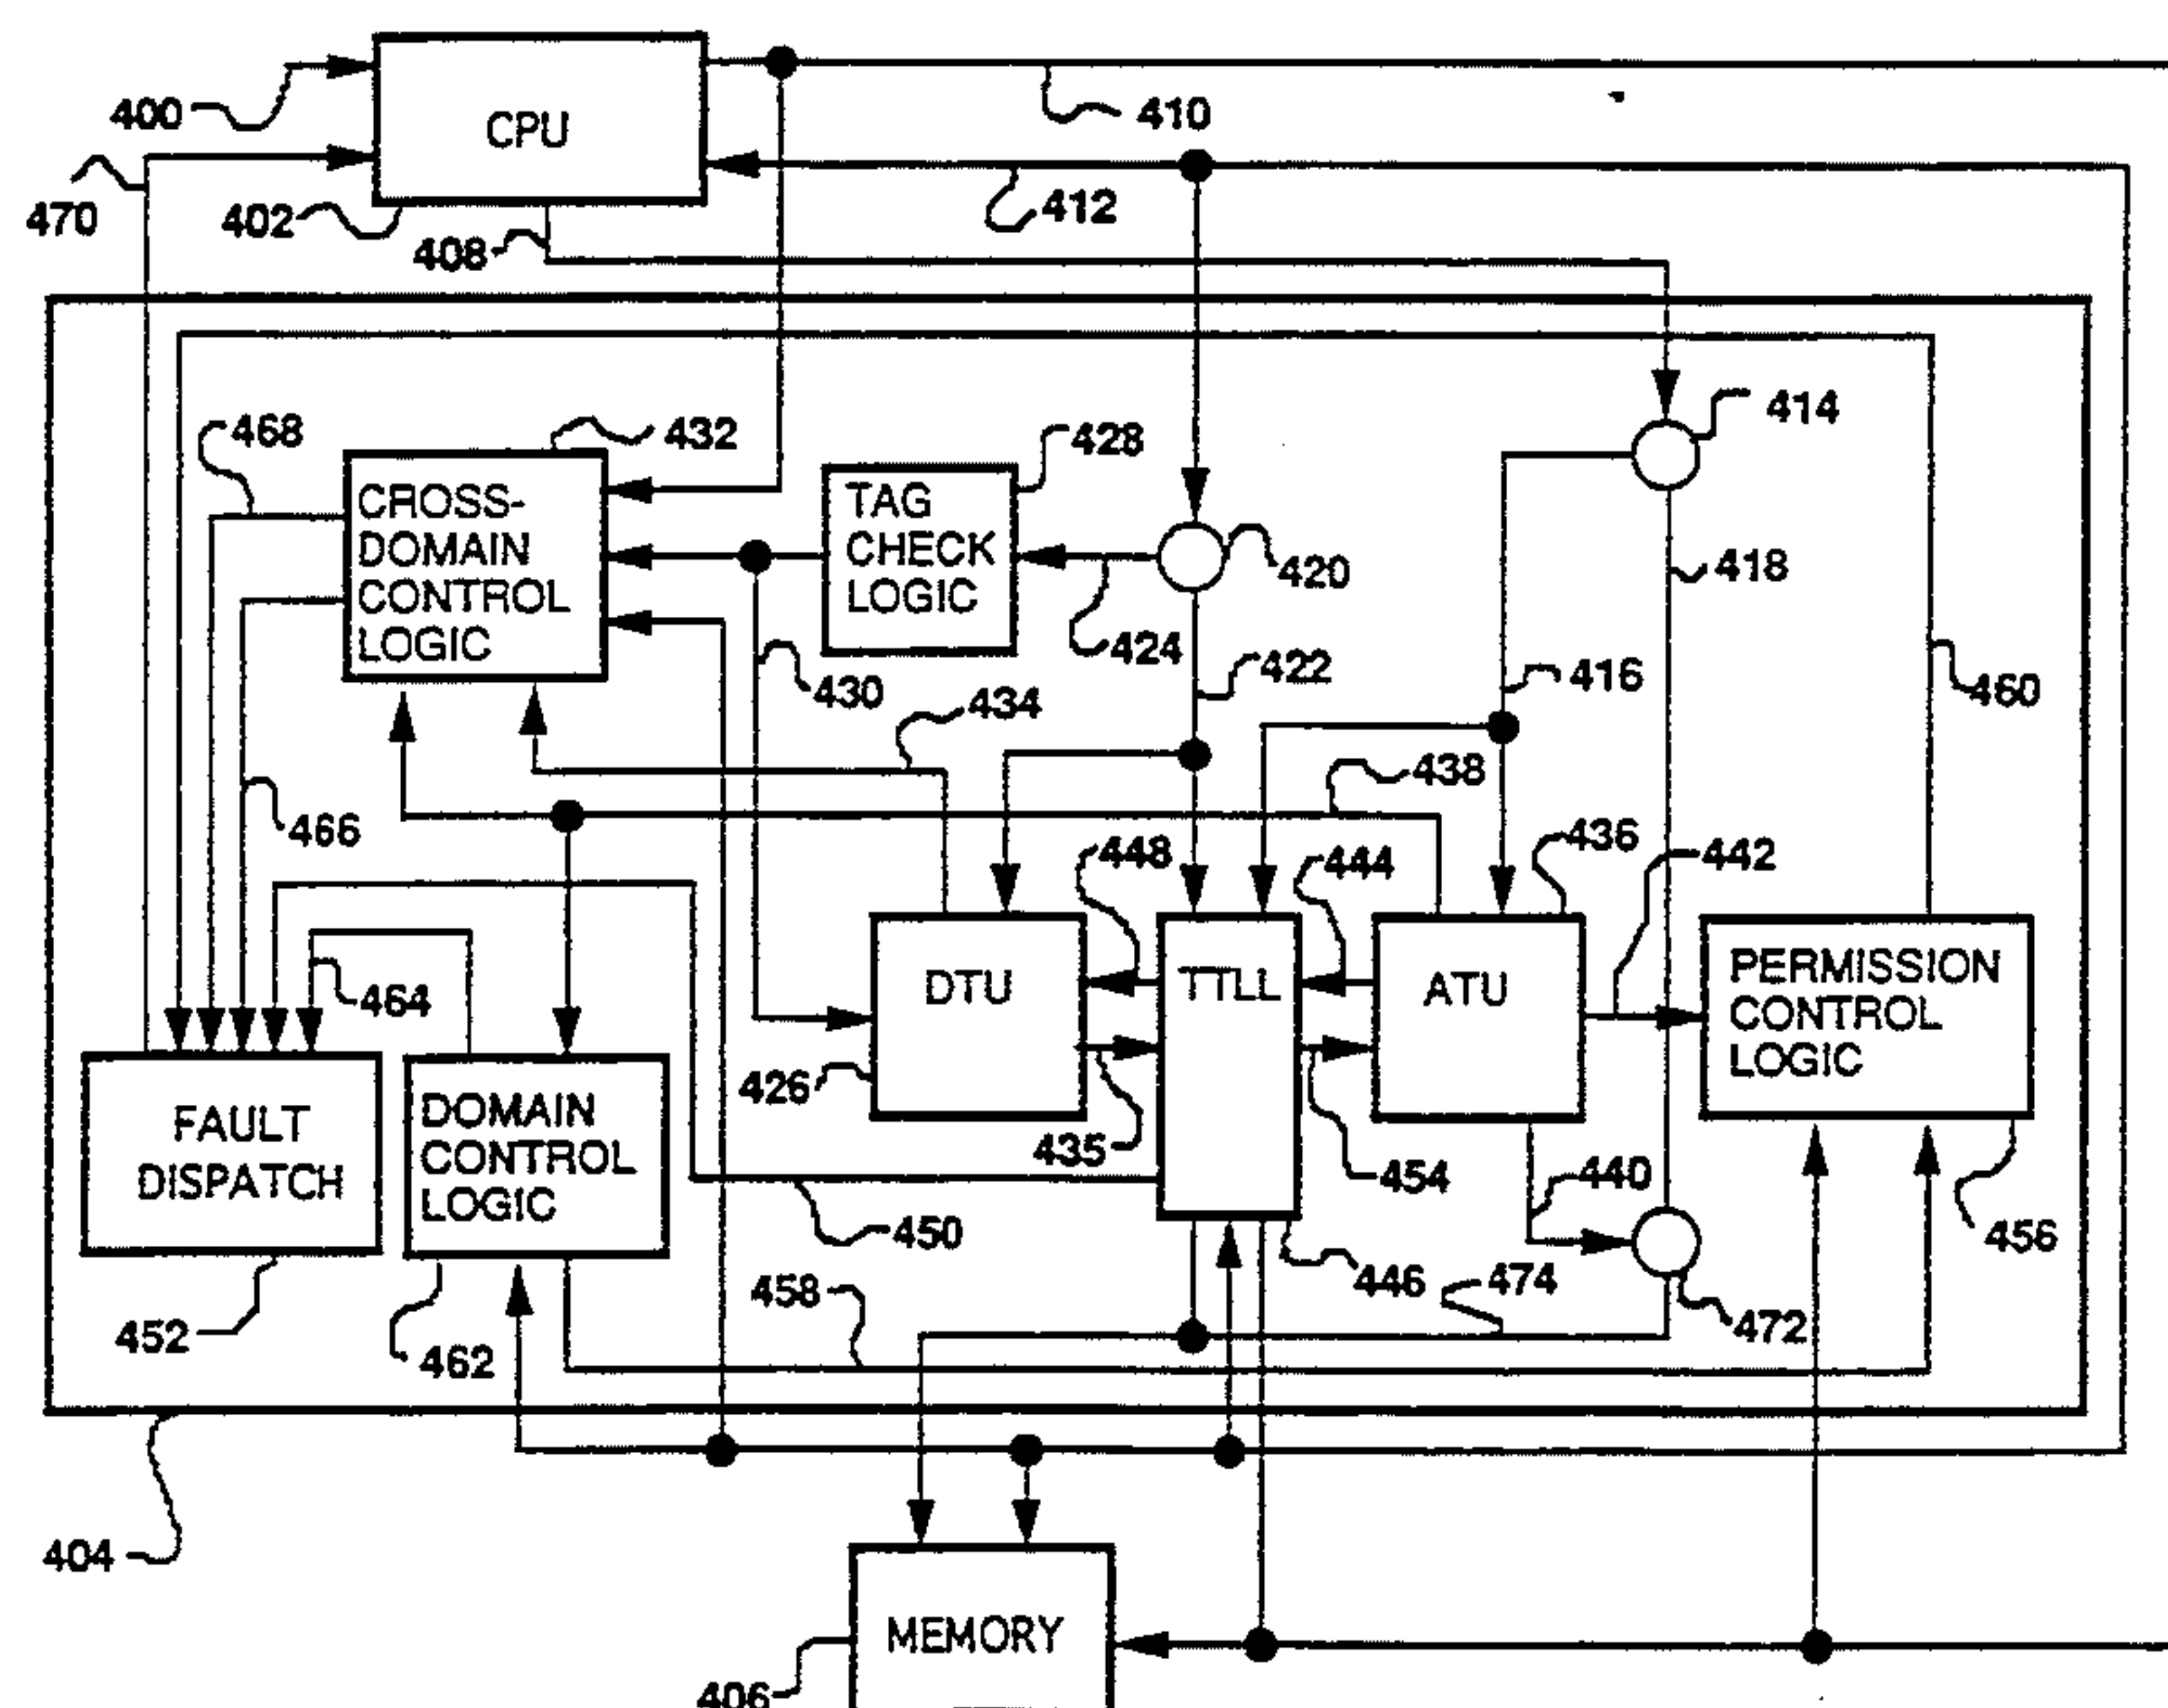 400
CPU
410
470
402
412
408
414
468
432
428
CROSS-
DOMAIN
CONTROL
LOGIC
TAG
CHECK
LOGIC
420
418
424
430
422
416
460
434
438
466
448
444
436
442
464
DTU
TTLL
ATU
PERMISSION
CONTROL
LOGIC
426
435
454
FAULT
DISPATCH
DOMAIN
CONTROL
LOGIC
440
450
456
458
446
474
452
462
472
404
MEMORY
406